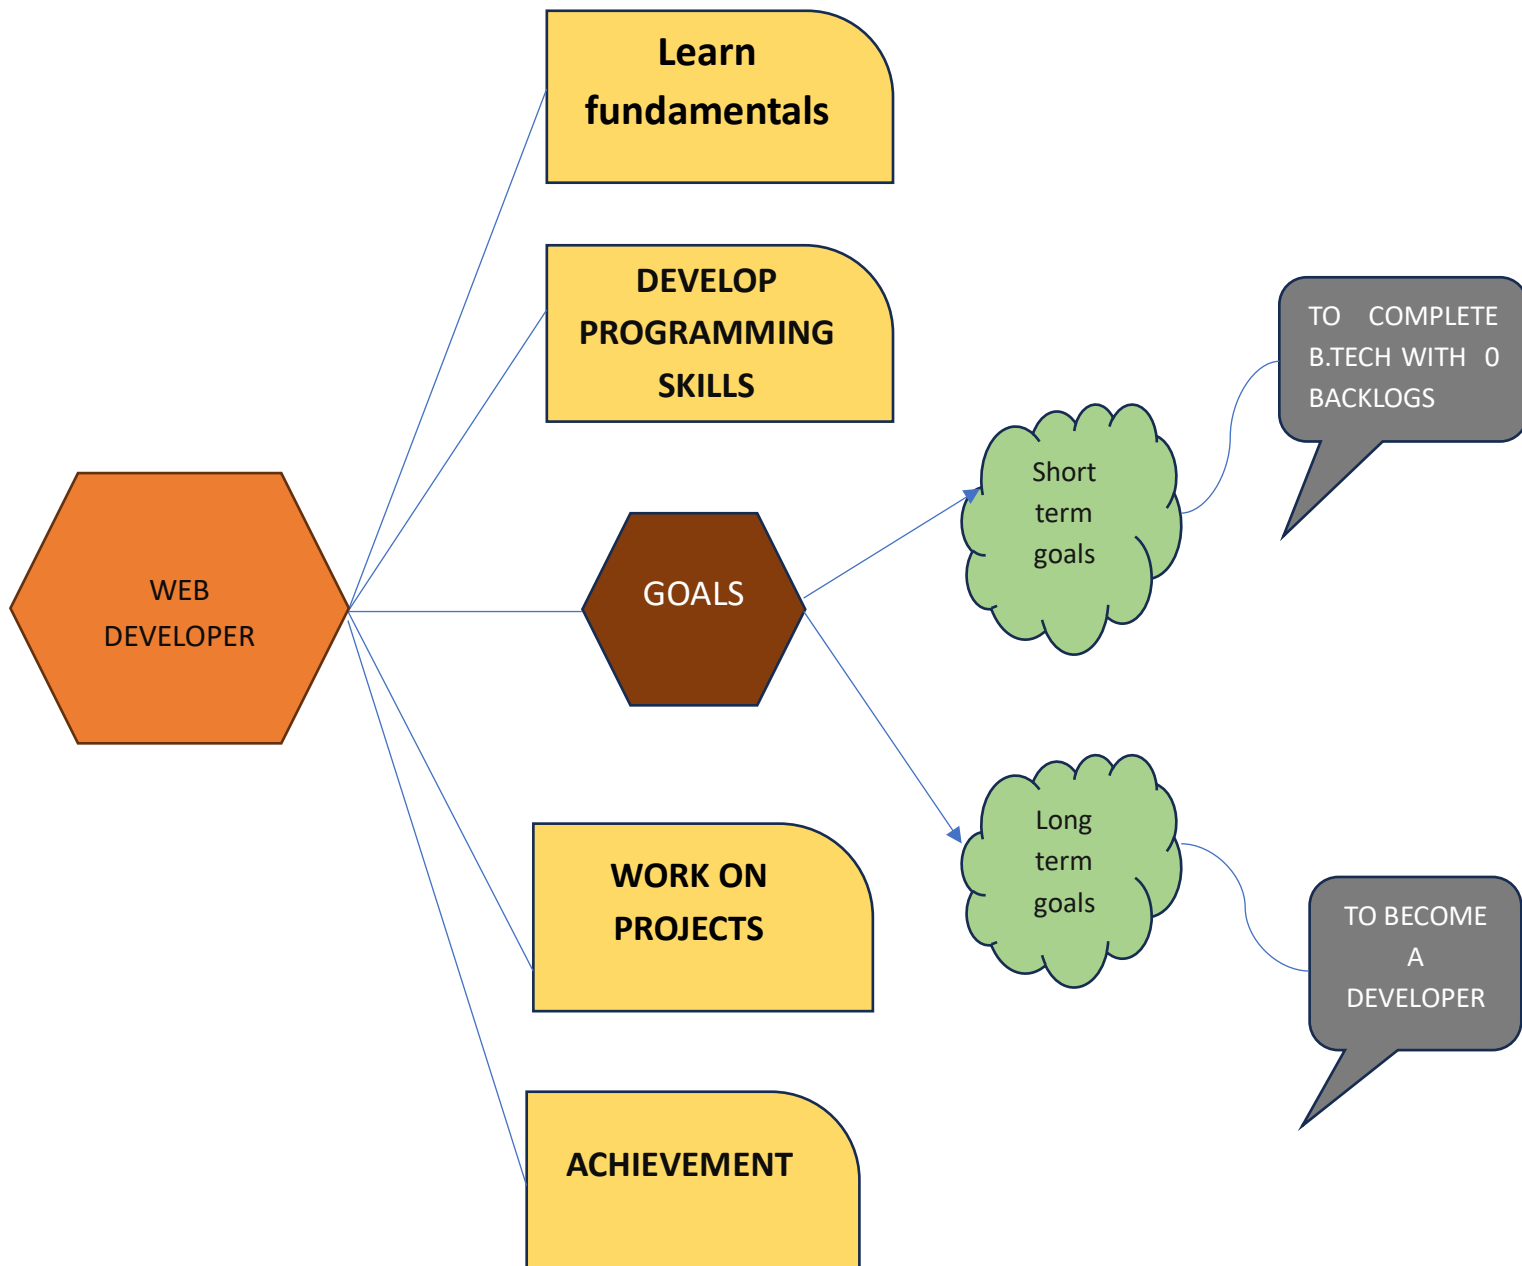 Learn
fundamentals
DEVELOP
PROGRAMMING
SKILLS
WEB
DEVELOPER
GOALS
Short
term
goals
TO COMPLETE
B.TECH WITH 0
BACKLOGS
Long
term
goals
TO BECOME
A
DEVELOPER
WORK ON
PROJECTS
ACHIEVEMENT